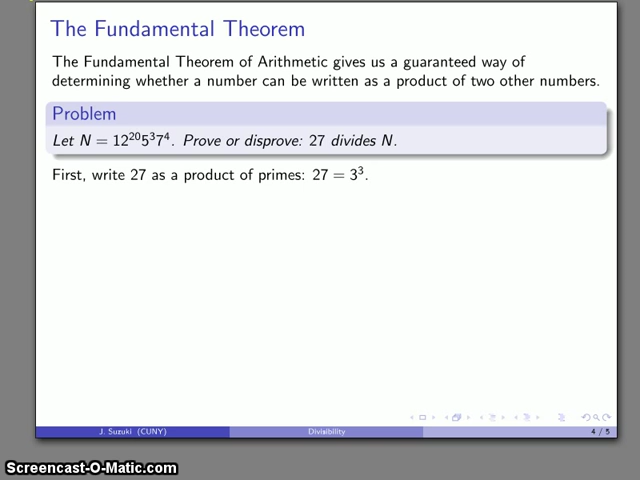 The Fundamental Theorem
The Fundamental Theorem of Arithmetic gives us a guaranteed way of
determining whether a number can be written as a product of two other numbers.
Problem
Let N = 12²⁰5³7⁴. Prove or disprove: 27 divides N.
First, write 27 as a product of primes: 27 = 3³.
J. Suzuki (CUNY)
Divisibility
4 / 5
Screencast-O-Matic.com